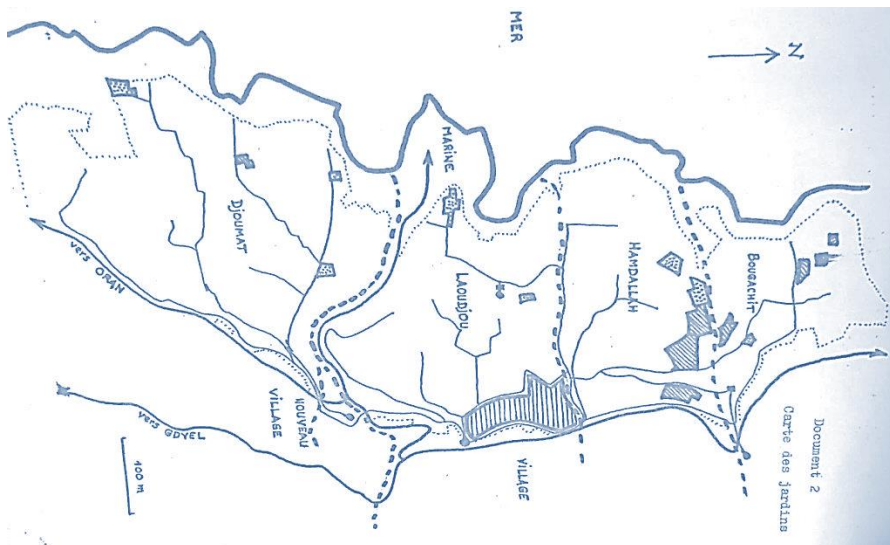 MER
N
MARINE
DJOUMAT
LAOUDJOU
HAMDALLAH
BOUGACHIT
vers ORAN
vers GDYEL
NOUVEAU
VILLAGE
VILLAGE
100 m
Document 2
Carte des jardins